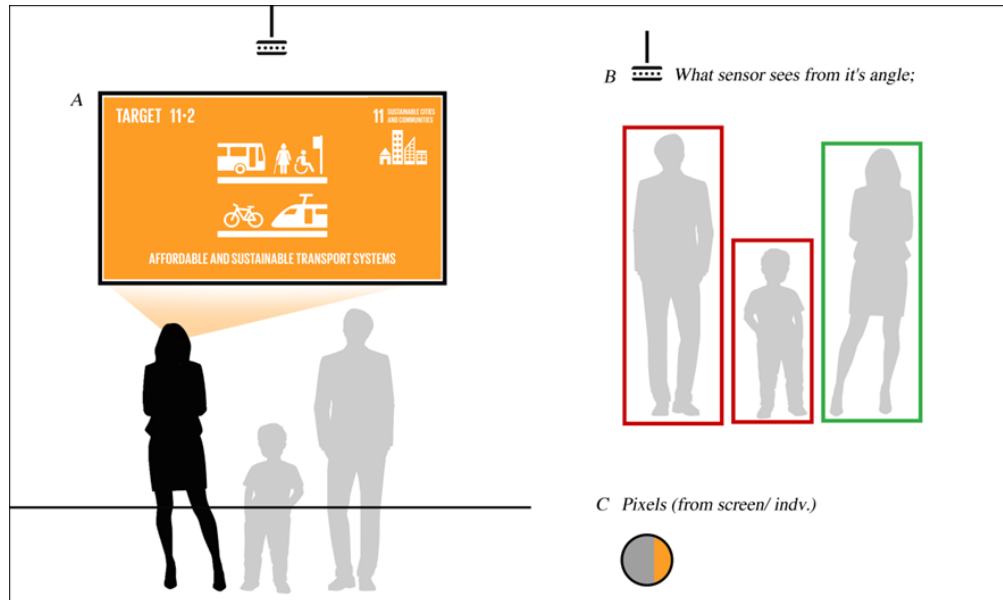 A
TARGET 11·2
11 SUSTAINABLE CITIES
AND COMMUNITIES
AFFORDABLE AND SUSTAINABLE TRANSPORT SYSTEMS
B What sensor sees from it's angle;
C Pixels (from screen/ indv.)